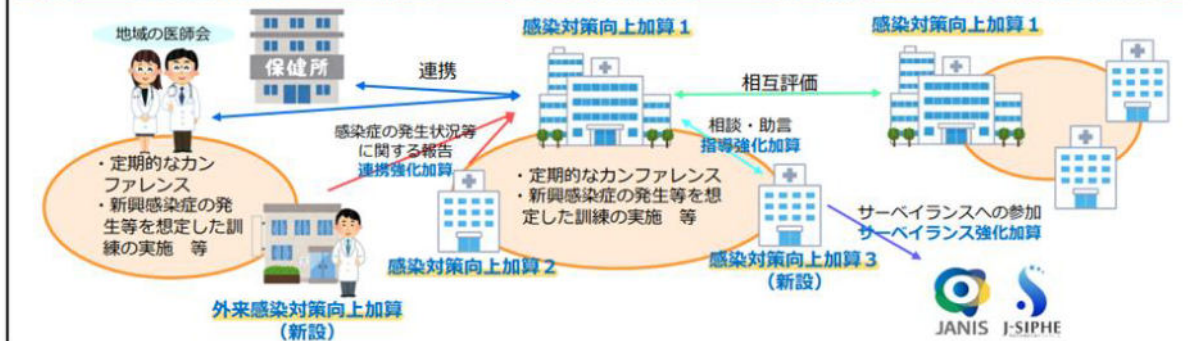 地域の医師会
保健所
連携
感染対策向上加算１
相互評価
感染対策向上加算１
感染症の発生状況等
に関する報告
連携強化加算
相談・助言
指導強化加算
・定期的なカン
ファレンス
・新興感染症の発
生等を想定した訓
練の実施　等
・定期的なカンファレンス
・新興感染症の発生等を想
定した訓練の実施　等
サーベイランスへの参加
サーベイランス強化加算
感染対策向上加算２
感染対策向上加算３
（新設）
外来感染対策向上加算
（新設）
JANIS
J-SIPHE